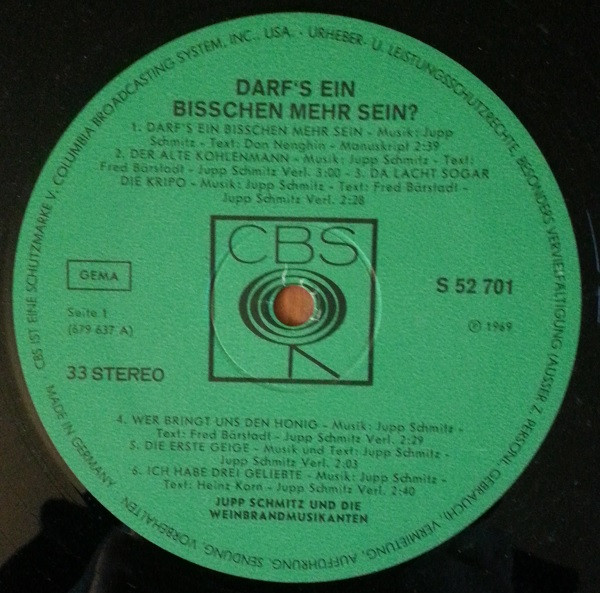 CBS IST EINE SCHUTZMARKE V. COLUMBIA BROADCASTING SYSTEM, INC., USA. · URHEBER- U. LEISTUNGSSCHUTZRECHTE, BESONDERS VERVIELFÄLTIGUNG (AUSSER Z. PERSÖNL. GEBRAUCH), VERMIETUNG, AUFFÜHRUNG, SENDUNG, VORBEHALTEN. MADE IN GERMANY
DARF'S EIN
BISSCHEN MEHR SEIN?
1. DARF'S EIN BISSCHEN MEHR SEIN - Musik: Jupp
Schmitz - Text: Don Nenghin - Manuskript 2:39
2. DER ALTE KOHLENMANN - Musik: Jupp Schmitz - Text:
Fred Bärstadt - Jupp Schmitz Verl. 3:00 - 3. DA LACHT SOGAR
DIE KRIPO - Musik: Jupp Schmitz - Text: Fred Bärstadt -
Jupp Schmitz Verl. 2:28
CBS
GEMA
S 52 701
Seite 1
(679 637 A)
℗ 1969
33 STEREO
4. WER BRINGT UNS DEN HONIG - Musik: Jupp Schmitz -
Text: Fred Bärstadt - Jupp Schmitz Verl. 2:29
5. DIE ERSTE GEIGE - Musik und Text: Jupp Schmitz -
Jupp Schmitz Verl. 2:03
6. ICH HABE DREI GELIEBTE - Musik: Jupp Schmitz -
Text: Heinz Korn - Jupp Schmitz Verl. 2:40
JUPP SCHMITZ UND DIE
WEINBRANDMUSIKANTEN